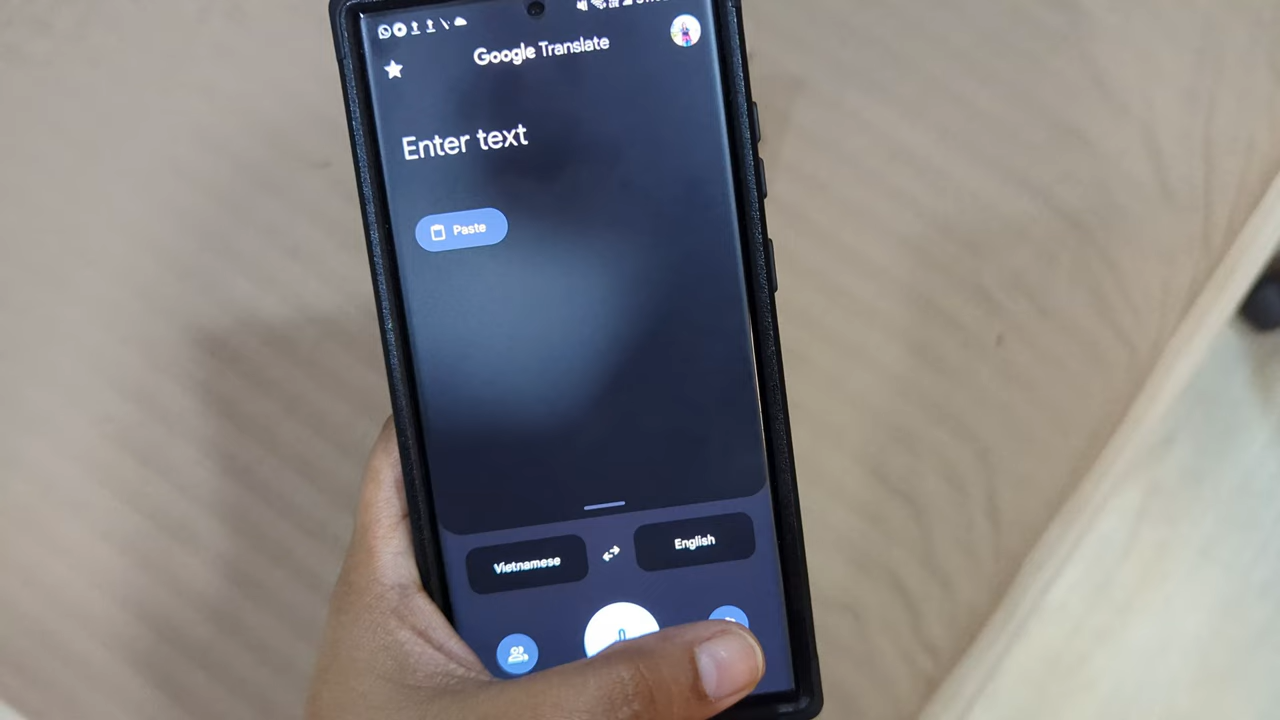 Google Translate
Enter text
Paste
Vietnamese
English